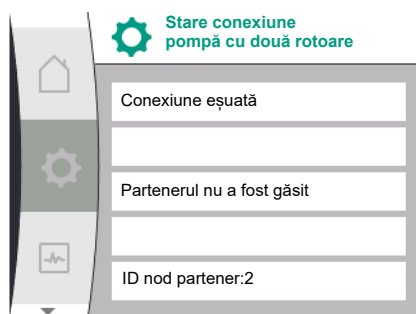 Stare conexiune
pompă cu două rotoare
Conexiune eșuată
Partenerul nu a fost găsit
ID nod partener:2